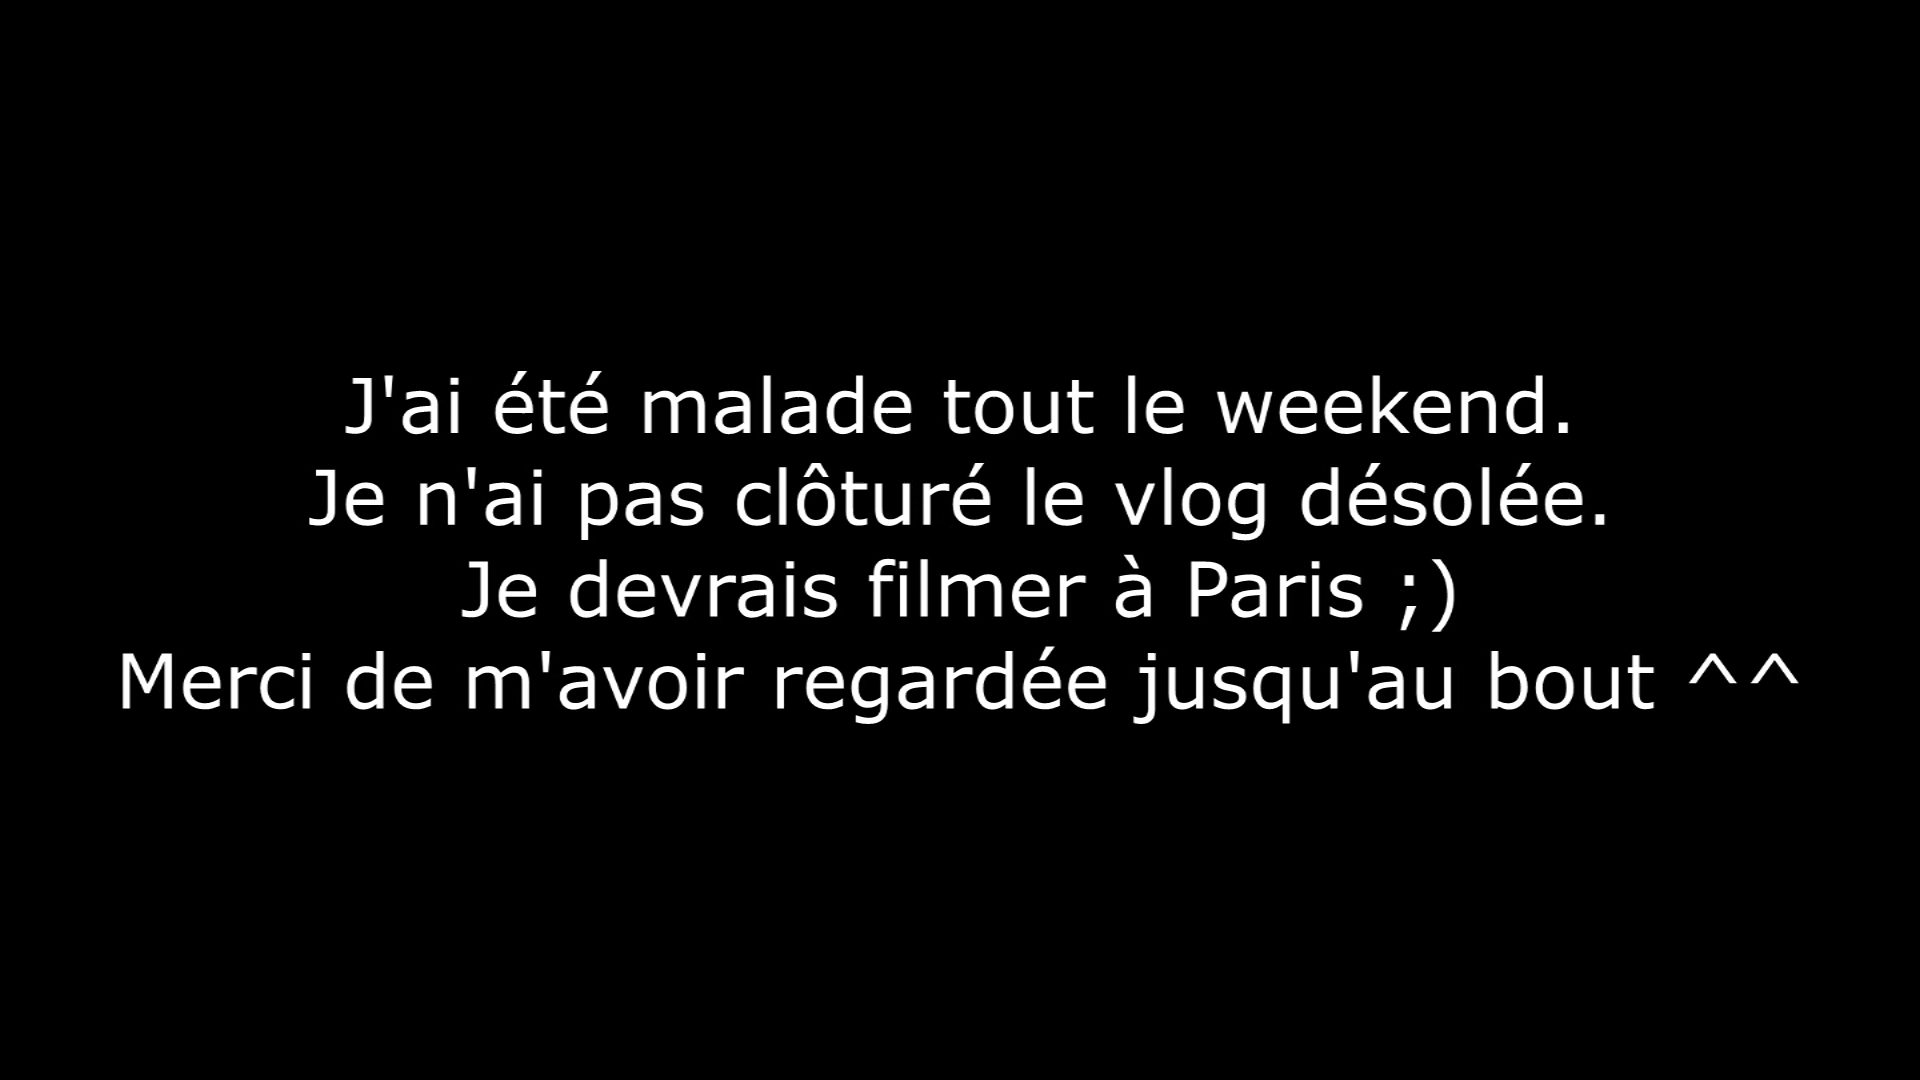 J'ai été malade tout le weekend.
Je n'ai pas clôturé le vlog désolée.
Je devrais filmer à Paris ;)
Merci de m'avoir regardée jusqu'au bout ^^